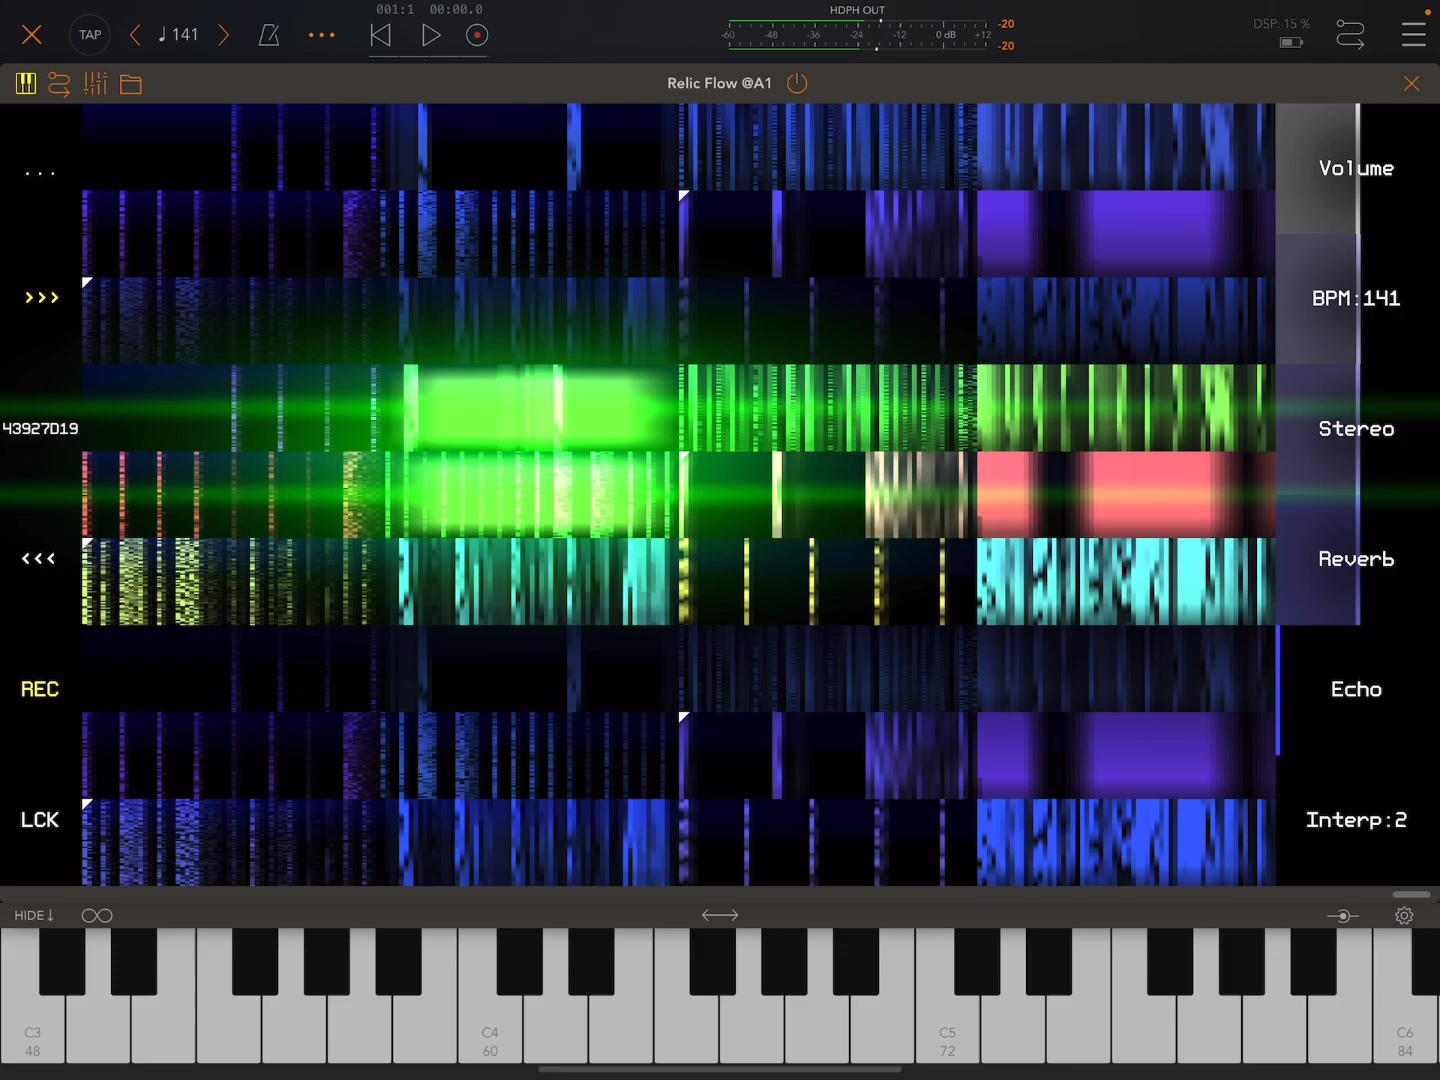 001:1 00:00.0
HDPH OUT
TAP
♩ 141
-60 -48 -36 -24 -12 0 dB +12
-20
-20
DSP: 15 %
Relic Flow @A1
...
Volume
>>>
BPM:141
43927D19
Stereo
<<<
Reverb
REC
Echo
LCK
Interp:2
HIDE↓
C3
48
C4
60
C5
72
C6
84